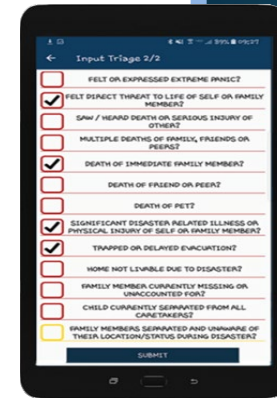 89% 09:27
Input Triage 2/2
FELT OR EXPRESSED EXTREME PANIC?
FELT DIRECT THREAT TO LIFE OF SELF OR FAMILY
MEMBER?
SAW / HEARD DEATH OR SERIOUS INJURY OF
OTHER?
MULTIPLE DEATHS OF FAMILY, FRIENDS OR
PEERS?
DEATH OF IMMEDIATE FAMILY MEMBER?
DEATH OF FRIEND OR PEER?
DEATH OF PET?
SIGNIFICANT DISASTER RELATED ILLNESS OR
PHYSICAL INJURY OF SELF OR FAMILY MEMBER?
TRAPPED OR DELAYED EVACUATION?
HOME NOT LIVABLE DUE TO DISASTER?
FAMILY MEMBER CURRENTLY MISSING OR
UNACCOUNTED FOR?
CHILD CURRENTLY SEPARATED FROM ALL
CARETAKERS?
FAMILY MEMBERS SEPARATED AND UNAWARE OF
THEIR LOCATION/STATUS DURING DISASTER?
SUBMIT